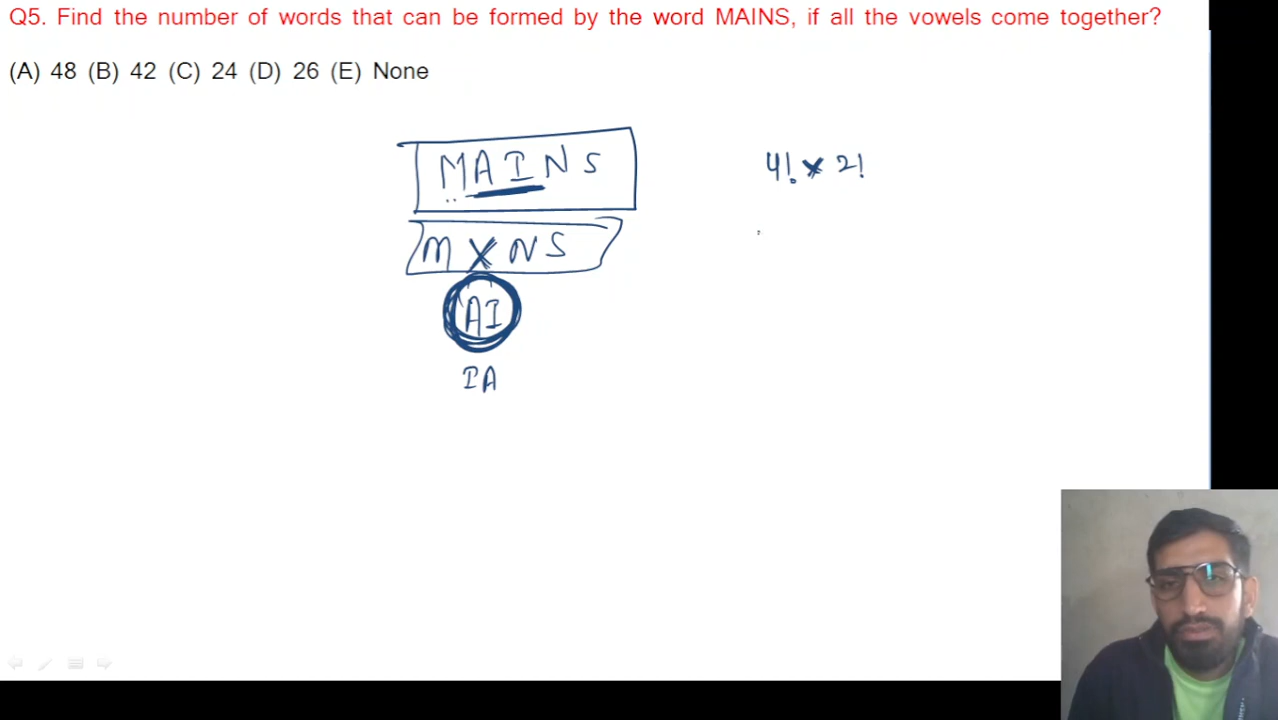 Q5. Find the number of words that can be formed by the word MAINS, if all the vowels come together?
(A) 48 (B) 42 (C) 24 (D) 26 (E) None
MAINS
4! × 2!
M X N S
AI
IA